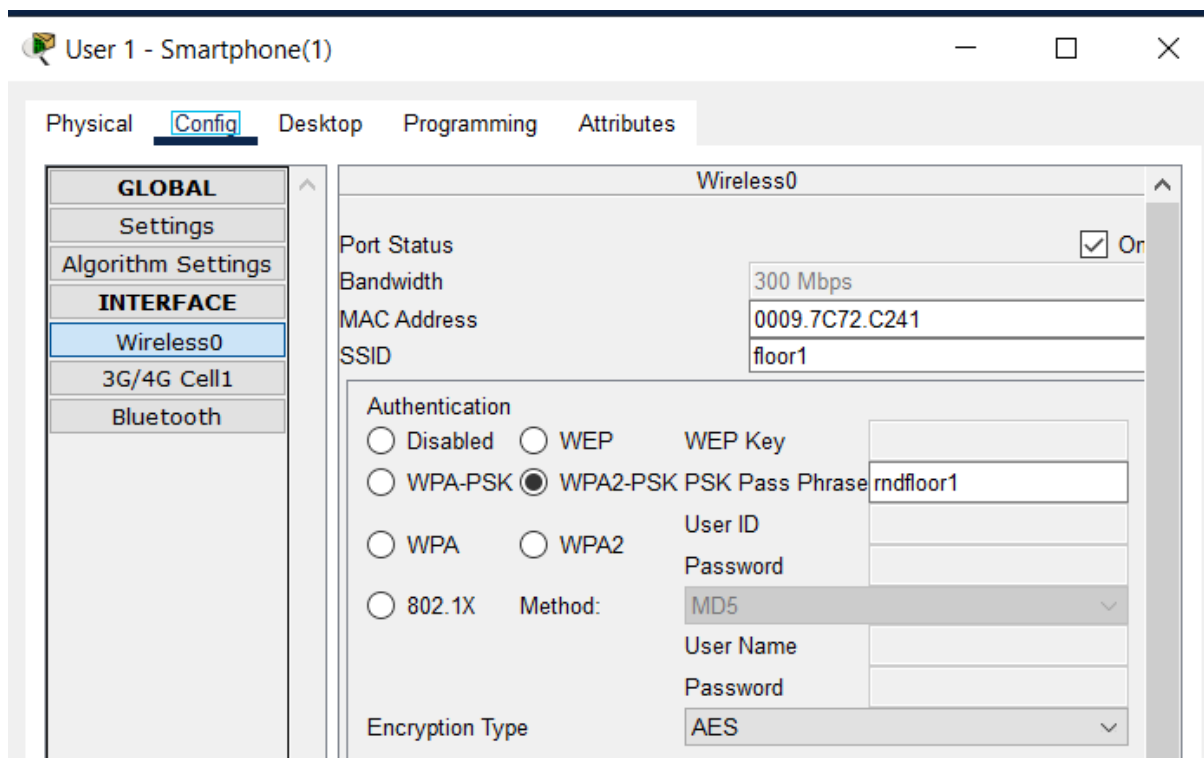 User 1 - Smartphone(1)
Physical Config Desktop Programming Attributes
GLOBAL
Settings
Algorithm Settings
INTERFACE
Wireless0
3G/4G Cell1
Bluetooth
Wireless0
Port Status On
Bandwidth 300 Mbps
MAC Address 0009.7C72.C241
SSID floor1
Authentication
Disabled WEP WEP Key
WPA-PSK WPA2-PSK PSK Pass Phrase rndfloor1
User ID
WPA WPA2
Password
802.1X Method: MD5
User Name
Password
Encryption Type AES